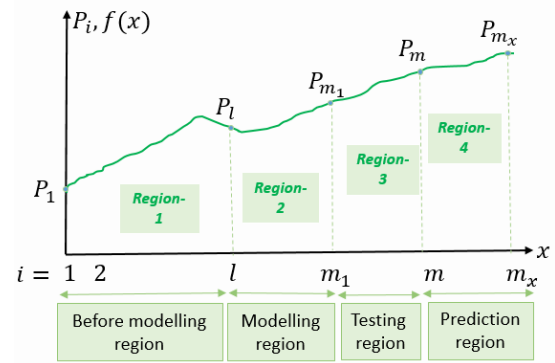 P_i, f(x)
P_{m_x}
P_m
P_{m_1}
P_l
P_1
Region-
1
Region-
2
Region-
3
Region-
4
x
i = 1 2 l m_1 m m_x
Before modelling
region
Modelling
region
Testing
region
Prediction
region